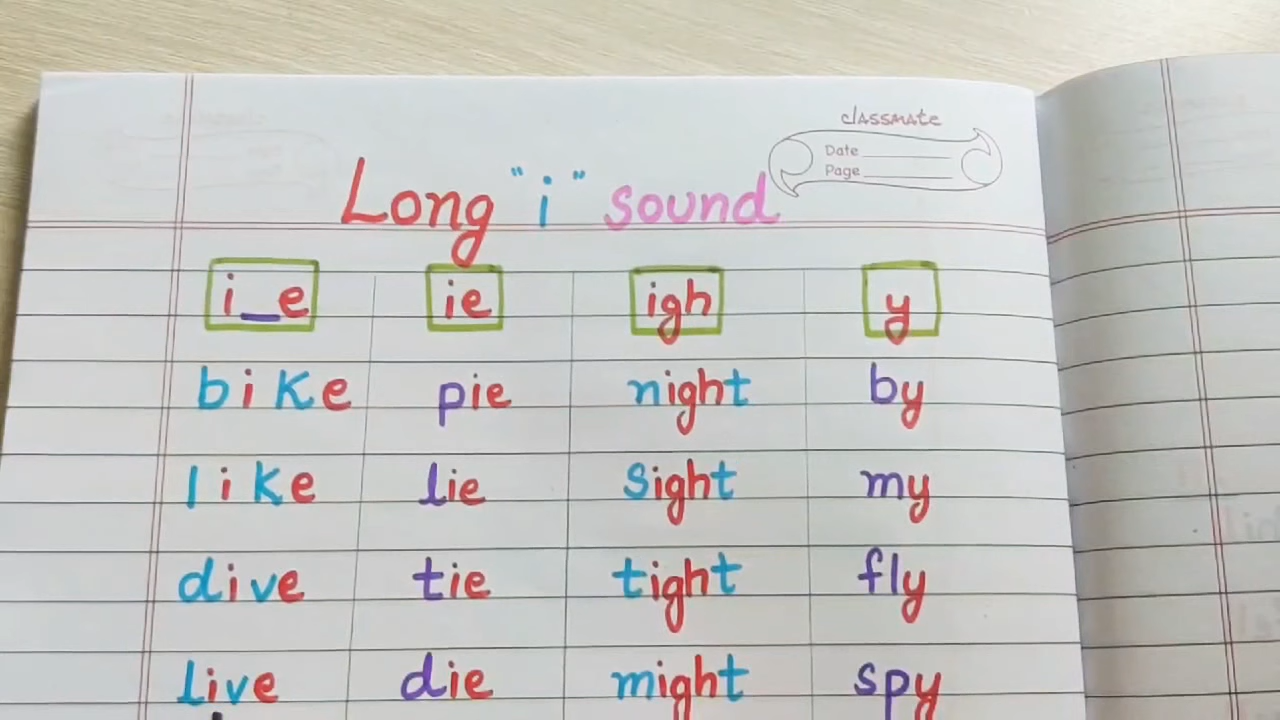 classmate
Date
Page
Long "i" sound
i_e ie igh y
bike pie night by
like lie sight my
dive tie tight fly
live die might spy